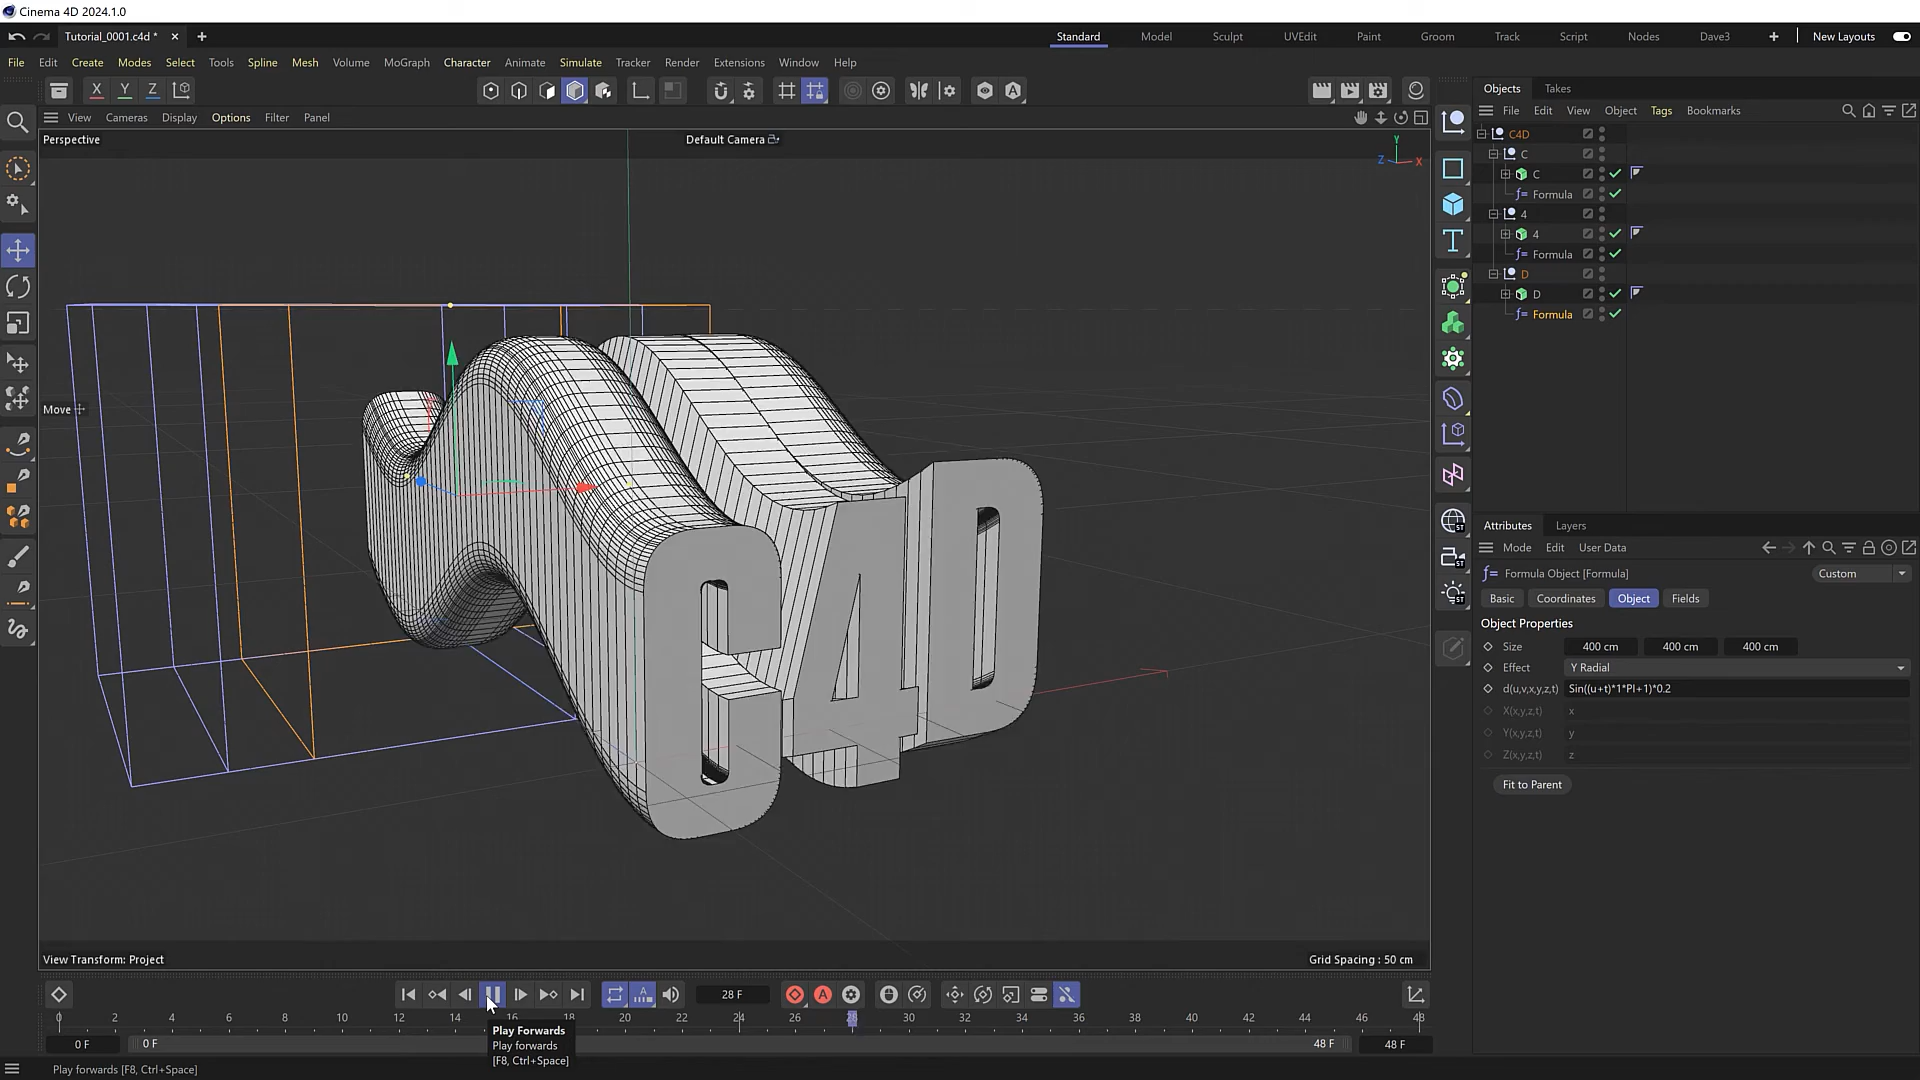 Cinema 4D 2024.1.0
Tutorial_0001.c4d *
Standard Model Sculpt UVEdit Paint Groom Track Script Nodes Dave3 New Layouts
File Edit Create Modes Select Tools Spline Mesh Volume MoGraph Character Animate Simulate Tracker Render Extensions Window Help
X Y Z
Objects Takes
View Cameras Display Options Filter Panel
File Edit View Object Tags Bookmarks
Perspective
Default Camera
Y
Z X
C4D
C
C
Formula
4
4
Formula
D
D
Formula
Move
C4D
Attributes Layers
Mode Edit User Data
Formula Object [Formula]
Custom
Basic Coordinates Object Fields
Object Properties
Size 400 cm 400 cm 400 cm
Effect Y Radial
d(u,v,x,y,z,t) Sin((u+t)*1*PI+1)*0.2
X(x,y,z,t) x
Y(x,y,z,t) y
Z(x,y,z,t) z
Fit to Parent
View Transform: Project
Grid Spacing : 50 cm
28 F
0 2 4 6 8 10 12 14 16 18 20 22 24 26 28 30 32 34 36 38 40 42 44 46 48
Play Forwards
Play forwards
[F8, Ctrl+Space]
0 F 0 F 48 F 48 F
Play forwards [F8, Ctrl+Space]